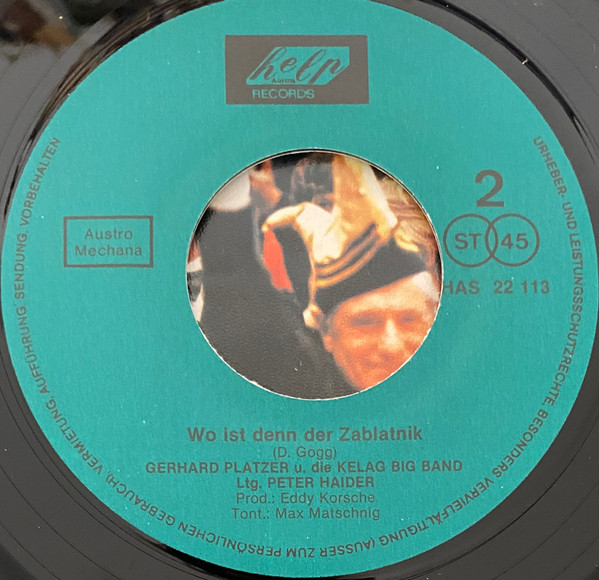 help
AUSTRIA
RECORDS
2
Austro
Mechana
ST 45
HAS 22 113
Wo ist denn der Zablatnik
(D. Gogg)
GERHARD PLATZER u. die KELAG BIG BAND
Ltg. PETER HAIDER
Prod.: Eddy Korsche
Tont.: Max Matschnig
URHEBER- UND LEISTUNGSSCHUTZRECHTE, BESONDERS VERVIELFÄLTIGUNG (AUSSER ZUM PERSÖNLICHEN GEBRAUCH) VERMIETUNG, AUFFÜHRUNG, SENDUNG, VORBEHALTEN